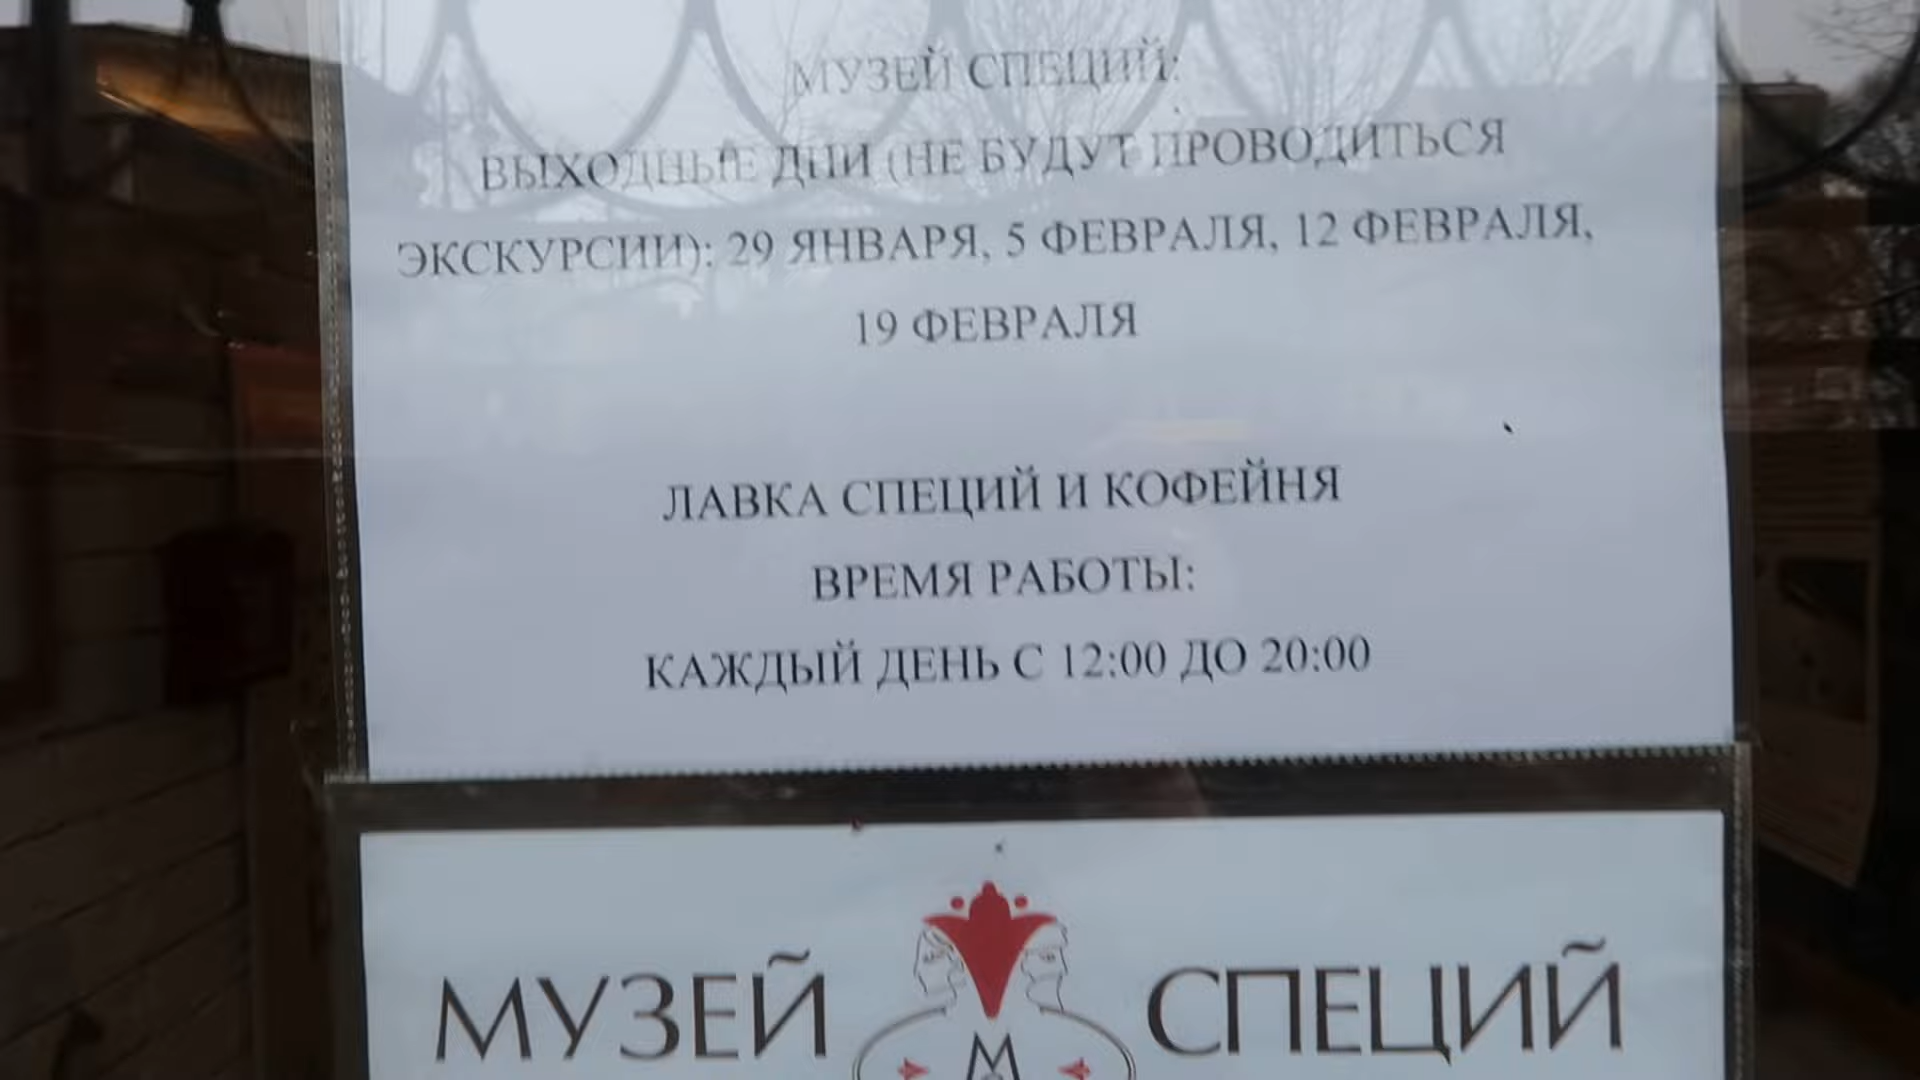 МУЗЕЙ СПЕЦИЙ:
ВЫХОДНЫЕ ДНИ (НЕ БУДУТ ПРОВОДИТЬСЯ
ЭКСКУРСИИ): 29 ЯНВАРЯ, 5 ФЕВРАЛЯ, 12 ФЕВРАЛЯ,
19 ФЕВРАЛЯ
ЛАВКА СПЕЦИЙ И КОФЕЙНЯ
ВРЕМЯ РАБОТЫ:
КАЖДЫЙ ДЕНЬ С 12:00 ДО 20:00
МУЗЕЙ СПЕЦИЙ
М